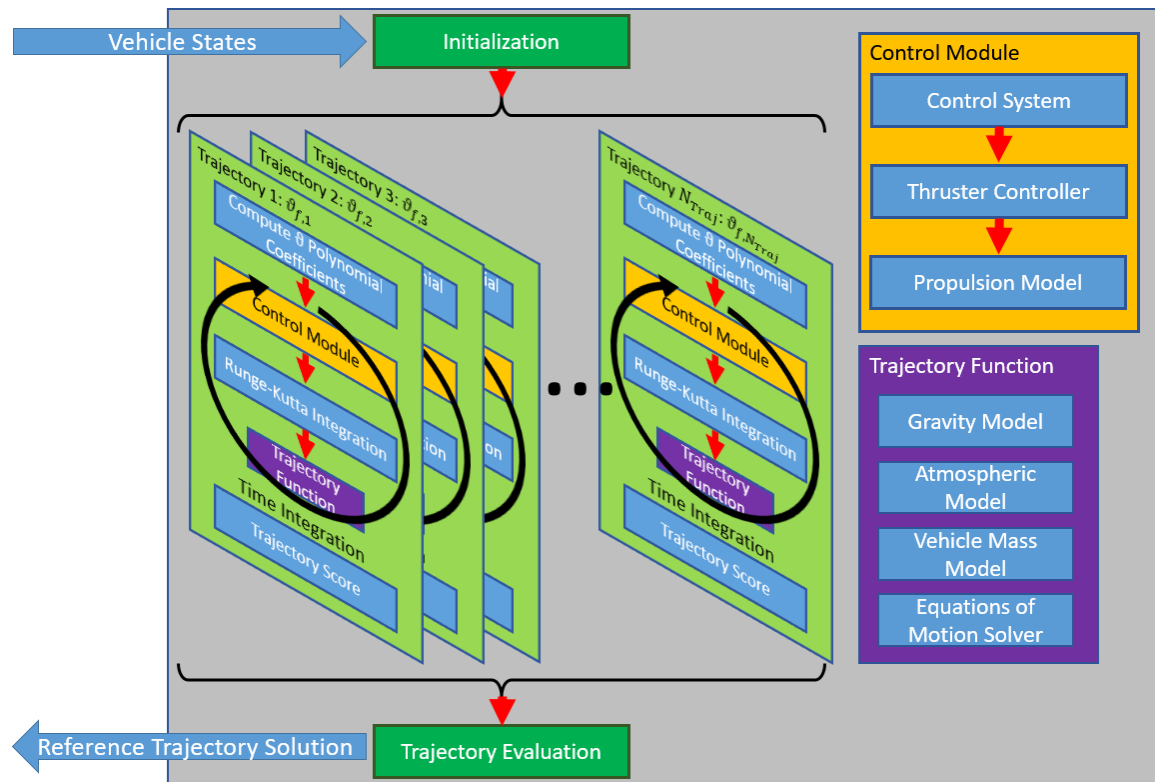 Vehicle States
Initialization
Trajectory 1: ϑf,1
Compute ϑ Polynomial
Coefficients
Control Module
Runge-Kutta Integration
Trajectory
Function
Time Integration
Trajectory Score
Trajectory 2: ϑf,2
Trajectory 3: ϑf,3
...
Trajectory NTraj: ϑf,NTraj
Compute ϑ Polynomial
Coefficients
Control Module
Runge-Kutta Integration
Trajectory
Function
Time Integration
Trajectory Score
Control Module
Control System
Thruster Controller
Propulsion Model
Trajectory Function
Gravity Model
Atmospheric
Model
Vehicle Mass
Model
Equations of
Motion Solver
Reference Trajectory Solution
Trajectory Evaluation